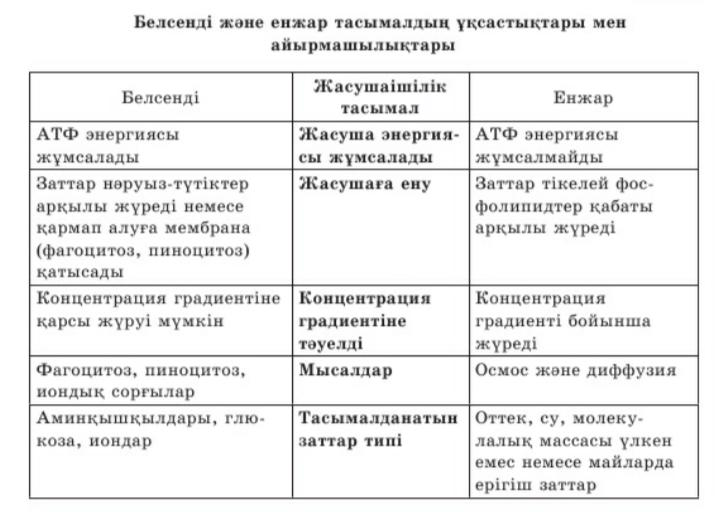 Белсенді және енжар тасымалдың ұқсастықтары мен
айырмашылықтары
Белсенді
Жасушаішілік
тасымал
Енжар
АТФ энергиясы
жұмсалады
Жасуша энергия-
сы жұмсалады
АТФ энергиясы
жұмсалмайды
Заттар нәруыз-түтіктер
арқылы жүреді немесе
қармап алуға мембрана
(фагоцитоз, пиноцитоз)
қатысады
Жасушаға ену
Заттар тікелей фос-
фолипидтер қабаты
арқылы жүреді
Концентрация градиентіне
қарсы жүруі мүмкін
Концентрация
градиентіне
тәуелді
Концентрация
градиенті бойынша
жүреді
Фагоцитоз, пиноцитоз,
иондық сорғылар
Мысалдар
Осмос және диффузия
Аминқышқылдары, глю-
коза, иондар
Тасымалданатын
заттар типі
Оттек, су, молеку-
лалық массасы үлкен
емес немесе майларда
ерігіш заттар